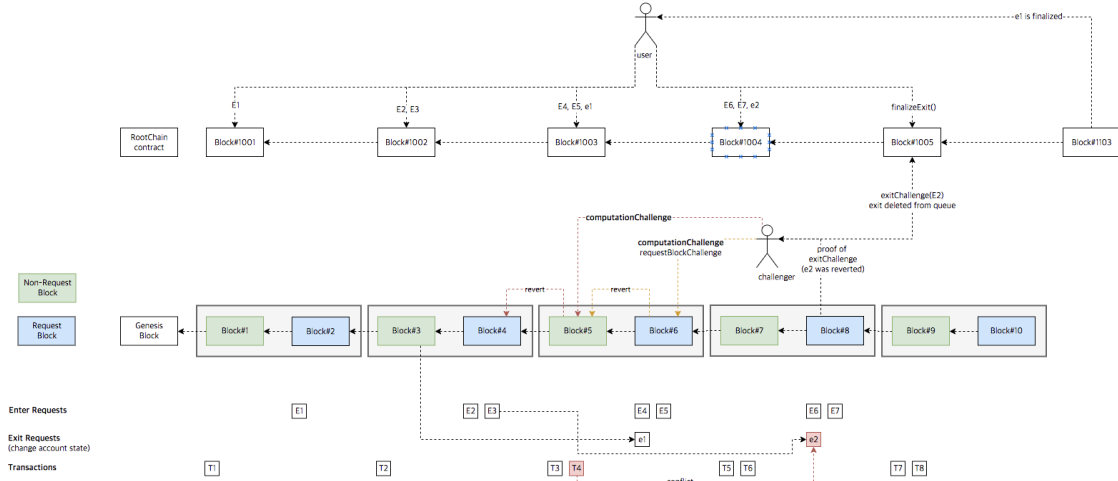 e1 is finalized
user
E1
E2, E3
E4, E5, e1
E6, E7, e2
finalizeExit()
RootChain
contract
Block#1001
Block#1002
Block#1003
Block#1004
Block#1005
Block#1103
exitChallenge(E2)
exit deleted from queue
computationChallenge
computationChallenge
requestBlockChallenge
proof of
exitChallenge
(e2 was reverted)
challenger
Non-Request
Block
revert
revert
Request
Block
Genesis
Block
Block#1
Block#2
Block#3
Block#4
Block#5
Block#6
Block#7
Block#8
Block#9
Block#10
Enter Requests
E1
E2
E3
E4
E5
E6
E7
Exit Requests
(change account state)
e1
e2
Transactions
T1
T2
T3
T4
T5
T6
T7
T8
conflict